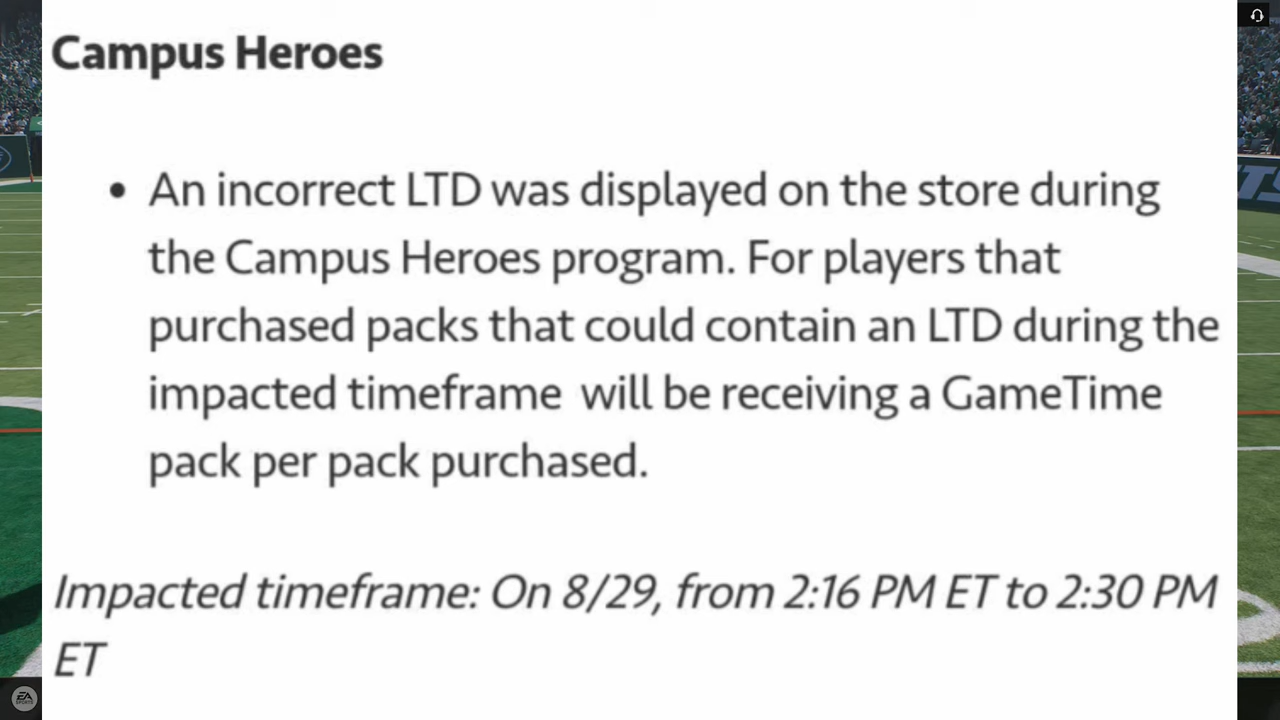 Campus Heroes
• An incorrect LTD was displayed on the store during
the Campus Heroes program. For players that
purchased packs that could contain an LTD during the
impacted timeframe  will be receiving a GameTime
pack per pack purchased.
Impacted timeframe: On 8/29, from 2:16 PM ET to 2:30 PM
ET
EA
SPORTS